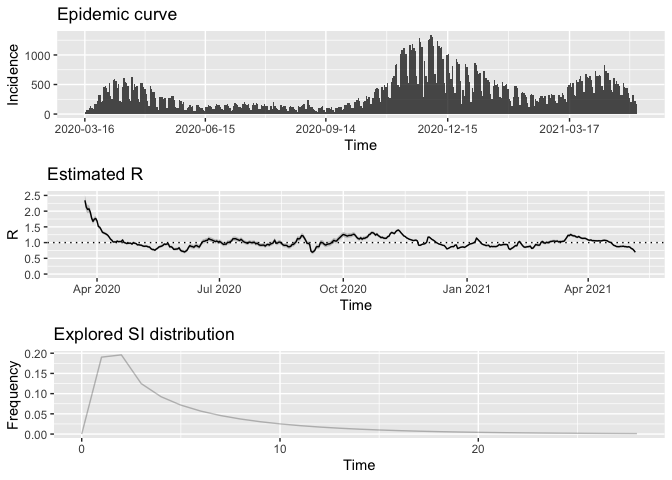 Epidemic curve
Incidence
1000
500
0
2020-03-16 2020-06-15 2020-09-14 2020-12-15 2021-03-17
Time
Estimated R
R
2.5
2.0
1.5
1.0
0.5
0.0
Apr 2020 Jul 2020 Oct 2020 Jan 2021 Apr 2021
Time
Explored SI distribution
Frequency
0.20
0.15
0.10
0.05
0.00
0 10 20
Time